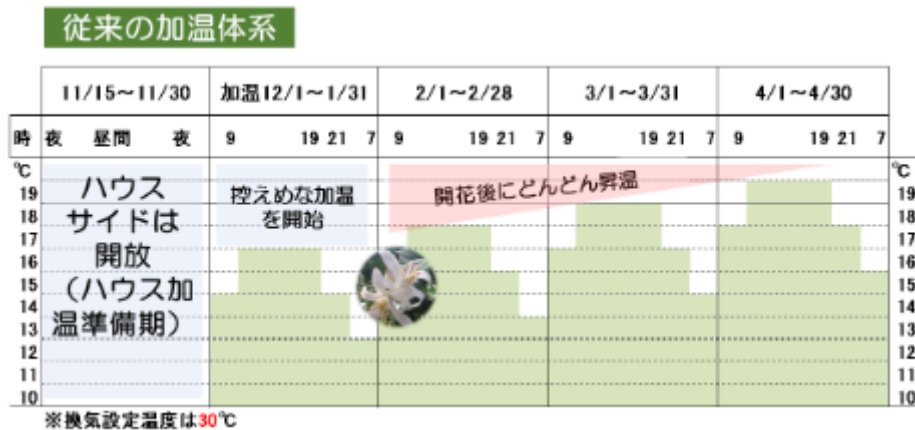 従来の加温体系
11/15～11/30 加温12/1～1/31 2/1～2/28 3/1～3/31 4/1～4/30
時 夜 昼間 夜 9 19 21 7 9 19 21 7 9 19 21 7 9 19 21 7
℃ ℃
ハウス
サイドは
開放
（ハウス加
温準備期）
控えめな加温
を開始
開花後にどんどん昇温
19 19
18 18
17 17
16 16
15 15
14 14
13 13
12 12
11 11
10 10
※換気設定温度は30℃